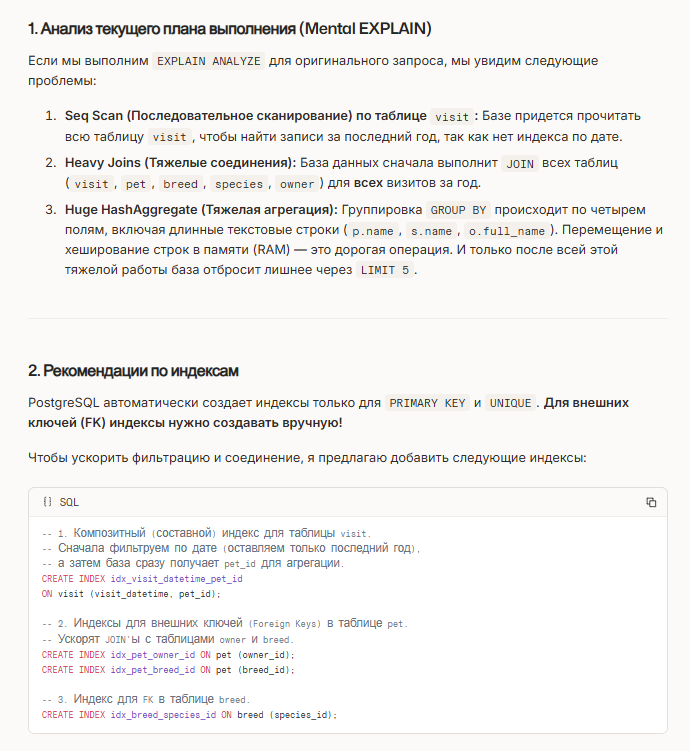 1. Анализ текущего плана выполнения (Mental EXPLAIN)
Если мы выполним EXPLAIN ANALYZE для оригинального запроса, мы увидим следующие
проблемы:
1. Seq Scan (Последовательное сканирование) по таблице visit: Базе придется прочитать
всю таблицу visit, чтобы найти записи за последний год, так как нет индекса по дате.
2. Heavy Joins (Тяжелые соединения): База данных сначала выполнит JOIN всех таблиц
(visit, pet, breed, species, owner) для всех визитов за год.
3. Huge HashAggregate (Тяжелая агрегация): Группировка GROUP BY происходит по четырем
полям, включая длинные текстовые строки (p.name, s.name, o.full_name). Перемещение и
хеширование строк в памяти (RAM) — это дорогая операция. И только после всей этой
тяжелой работы база отбросит лишнее через LIMIT 5.
2. Рекомендации по индексам
PostgreSQL автоматически создает индексы только для PRIMARY KEY и UNIQUE. Для внешних
ключей (FK) индексы нужно создавать вручную!
Чтобы ускорить фильтрацию и соединение, я предлагаю добавить следующие индексы:
{} SQL
-- 1. Композитный (составной) индекс для таблицы visit.
-- Сначала фильтруем по дате (оставляем только последний год),
-- а затем база сразу получает pet_id для агрегации.
CREATE INDEX idx_visit_datetime_pet_id
ON visit (visit_datetime, pet_id);
-- 2. Индексы для внешних ключей (Foreign Keys) в таблице pet.
-- Ускорят JOIN'ы с таблицами owner и breed.
CREATE INDEX idx_pet_owner_id ON pet (owner_id);
CREATE INDEX idx_pet_breed_id ON pet (breed_id);
-- 3. Индекс для FK в таблице breed.
CREATE INDEX idx_breed_species_id ON breed (species_id);